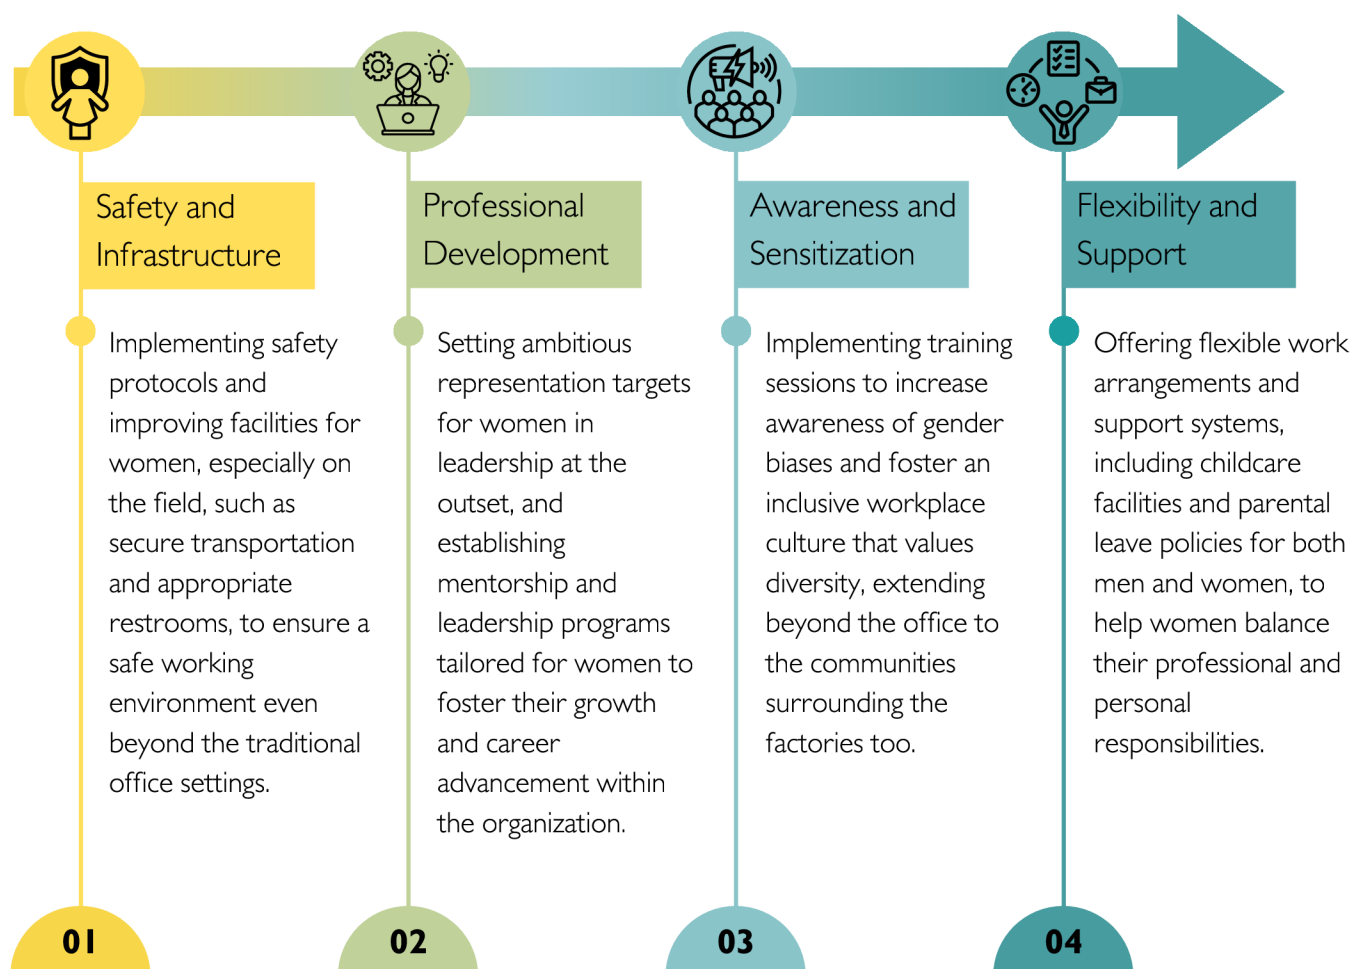 Safety and
Infrastructure
Implementing safety
protocols and
improving facilities for
women, especially on
the field, such as
secure transportation
and appropriate
restrooms, to ensure a
safe working
environment even
beyond the traditional
office settings.
01
Professional
Development
Setting ambitious
representation targets
for women in
leadership at the
outset, and
establishing
mentorship and
leadership programs
tailored for women to
foster their growth
and career
advancement within
the organization.
02
Awareness and
Sensitization
Implementing training
sessions to increase
awareness of gender
biases and foster an
inclusive workplace
culture that values
diversity, extending
beyond the office to
the communities
surrounding the
factories too.
03
Flexibility and
Support
Offering flexible work
arrangements and
support systems,
including childcare
facilities and parental
leave policies for both
men and women, to
help women balance
their professional and
personal
responsibilities.
04